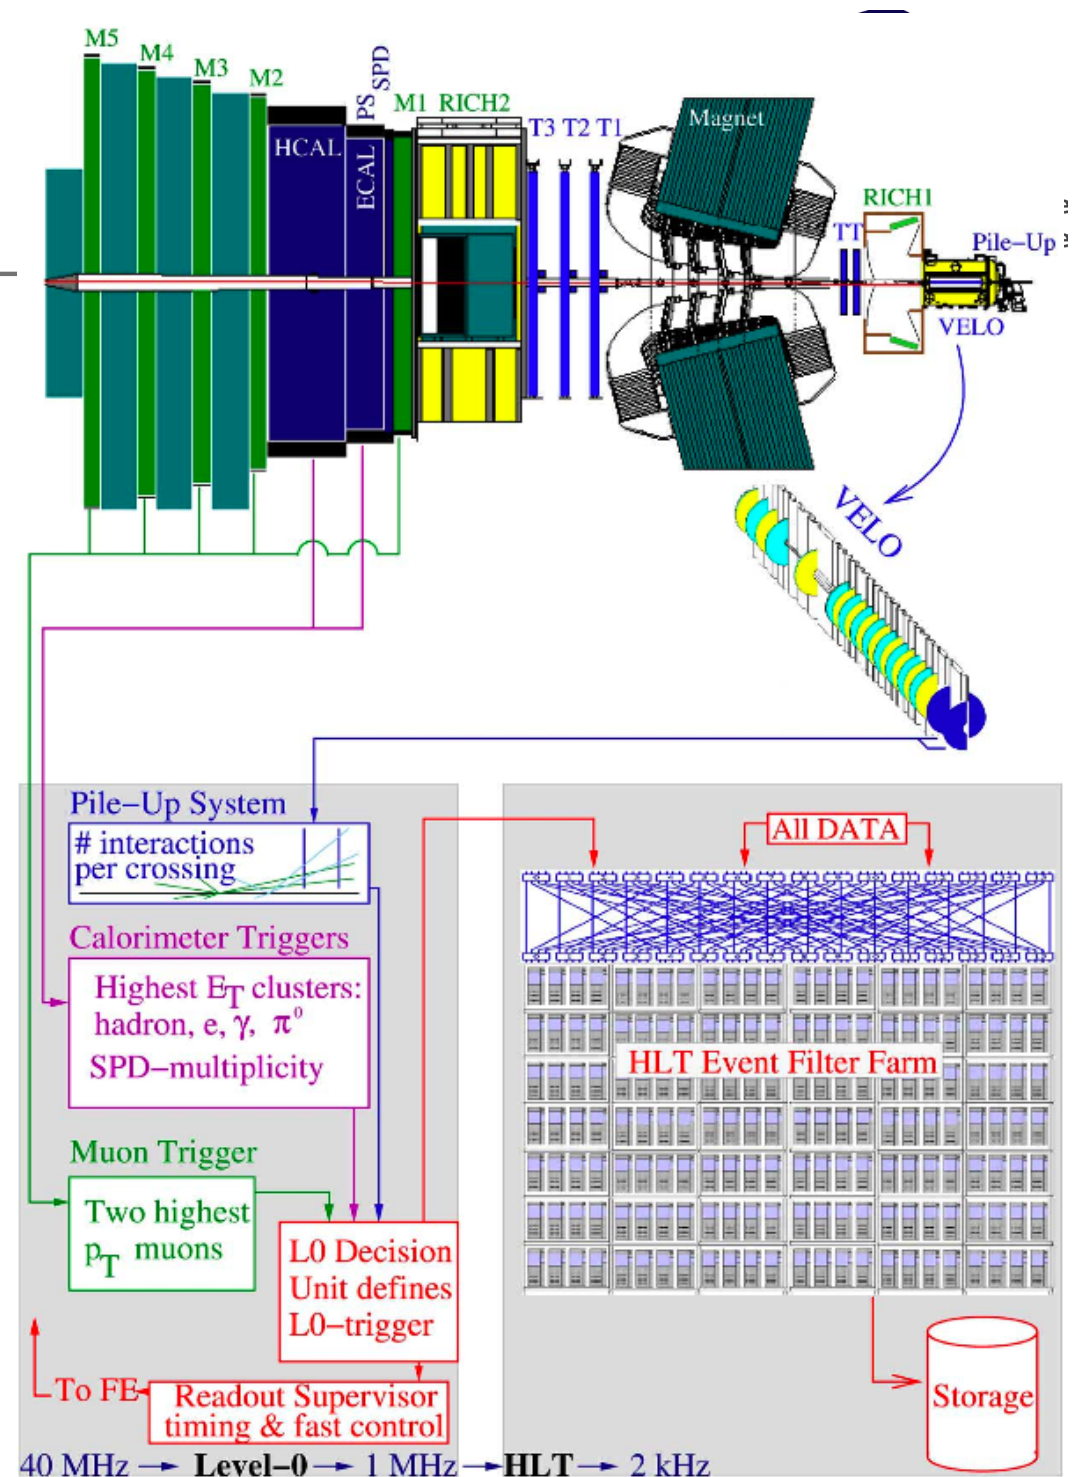 M5
M4
M3
M2
PS
SPD
M1
RICH2
HCAL
ECAL
T3 T2 T1
Magnet
RICH1
TT
Pile-Up
VELO
VELO
Pile-Up System
# interactions
per crossing
Calorimeter Triggers
Highest ET clusters:
hadron, e, γ, π⁰
SPD-multiplicity
Muon Trigger
Two highest
pT muons
L0 Decision
Unit defines
L0-trigger
To FE
Readout Supervisor
timing & fast control
All DATA
HLT Event Filter Farm
Storage
40 MHz → Level-0 → 1 MHz → HLT → 2 kHz